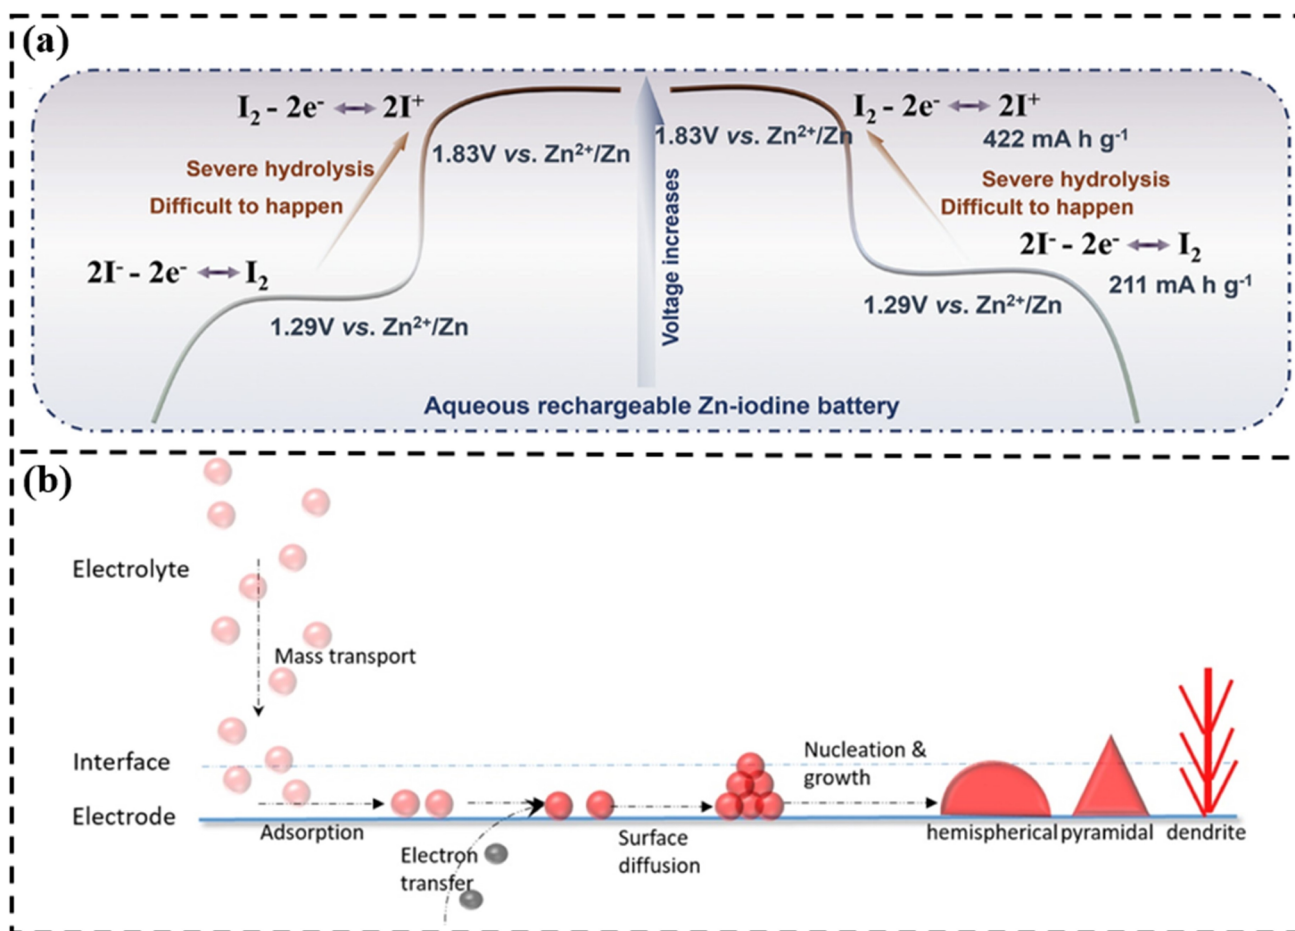 (a)
I₂ - 2e⁻ ⟷ 2I⁺
1.83V vs. Zn²⁺/Zn
Severe hydrolysis
Difficult to happen
2I⁻ - 2e⁻ ⟷ I₂
1.29V vs. Zn²⁺/Zn
Voltage increases
I₂ - 2e⁻ ⟷ 2I⁺
1.83V vs. Zn²⁺/Zn
422 mA h g⁻¹
Severe hydrolysis
Difficult to happen
2I⁻ - 2e⁻ ⟷ I₂
211 mA h g⁻¹
1.29V vs. Zn²⁺/Zn
Aqueous rechargeable Zn-iodine battery
(b)
Electrolyte
Mass transport
Interface
Electrode
Adsorption
Electron
transfer
Surface
diffusion
Nucleation &
growth
hemispherical
pyramidal
dendrite